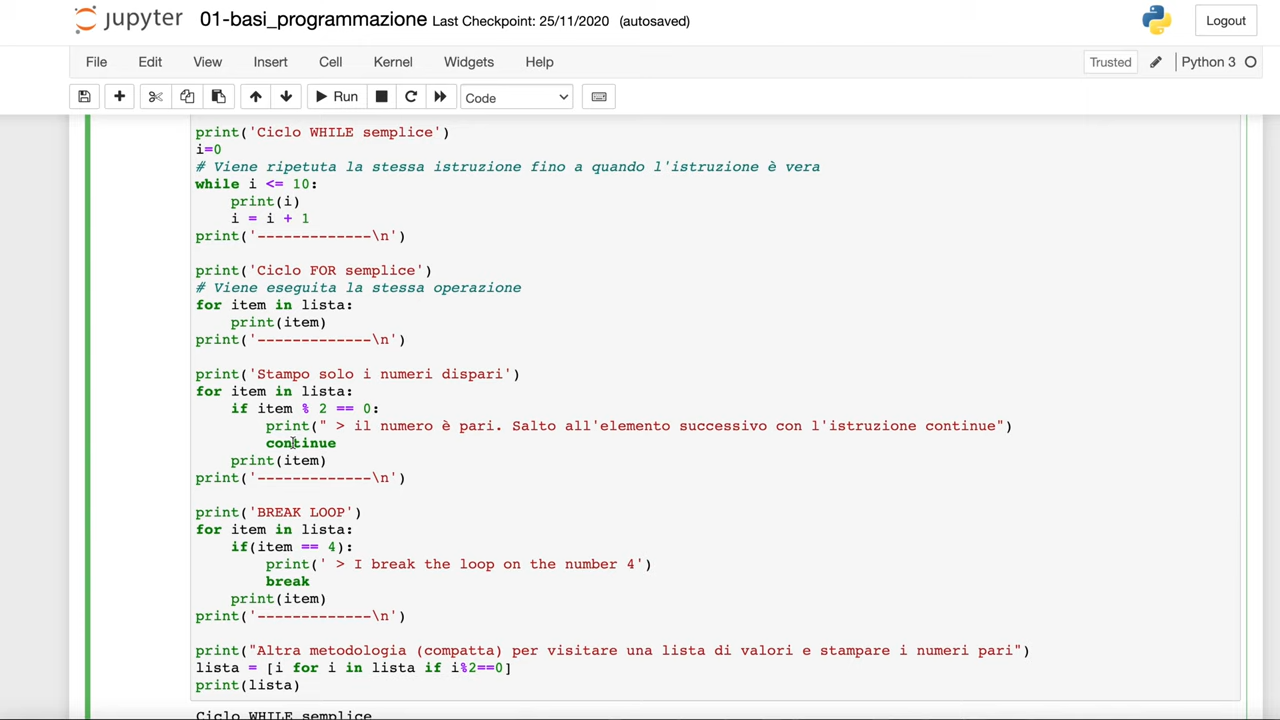 jupyter 01-basi_programmazione Last Checkpoint: 25/11/2020 (autosaved) Logout
File Edit View Insert Cell Kernel Widgets Help Trusted Python 3
Run Code
print('Ciclo WHILE semplice')
i=0
# Viene ripetuta la stessa istruzione fino a quando l'istruzione è vera
while i <= 10:
    print(i)
    i = i + 1
print('-------------\n')
print('Ciclo FOR semplice')
# Viene eseguita la stessa operazione
for item in lista:
    print(item)
print('-------------\n')
print('Stampo solo i numeri dispari')
for item in lista:
    if item % 2 == 0:
        print(" > il numero è pari. Salto all'elemento successivo con l'istruzione continue")
        continue
    print(item)
print('-------------\n')
print('BREAK LOOP')
for item in lista:
    if(item == 4):
        print(' > I break the loop on the number 4')
        break
    print(item)
print('-------------\n')
print("Altra metodologia (compatta) per visitare una lista di valori e stampare i numeri pari")
lista = [i for i in lista if i%2==0]
print(lista)
Ciclo WHILE semplice